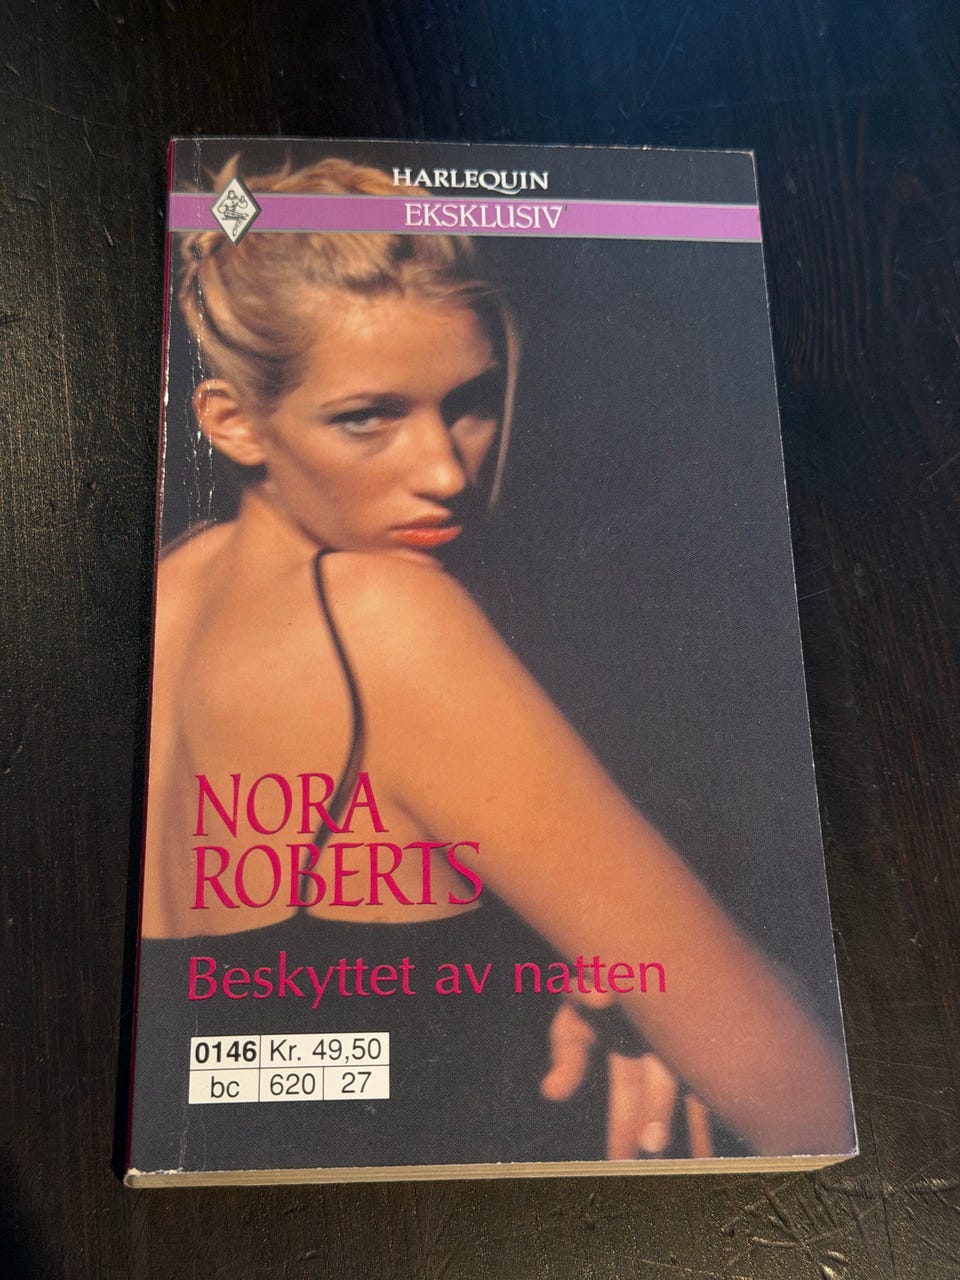 HARLEQUIN
EKSKLUSIV
NORA
ROBERTS
Beskyttet av natten
0146 Kr. 49,50
bc 620 27